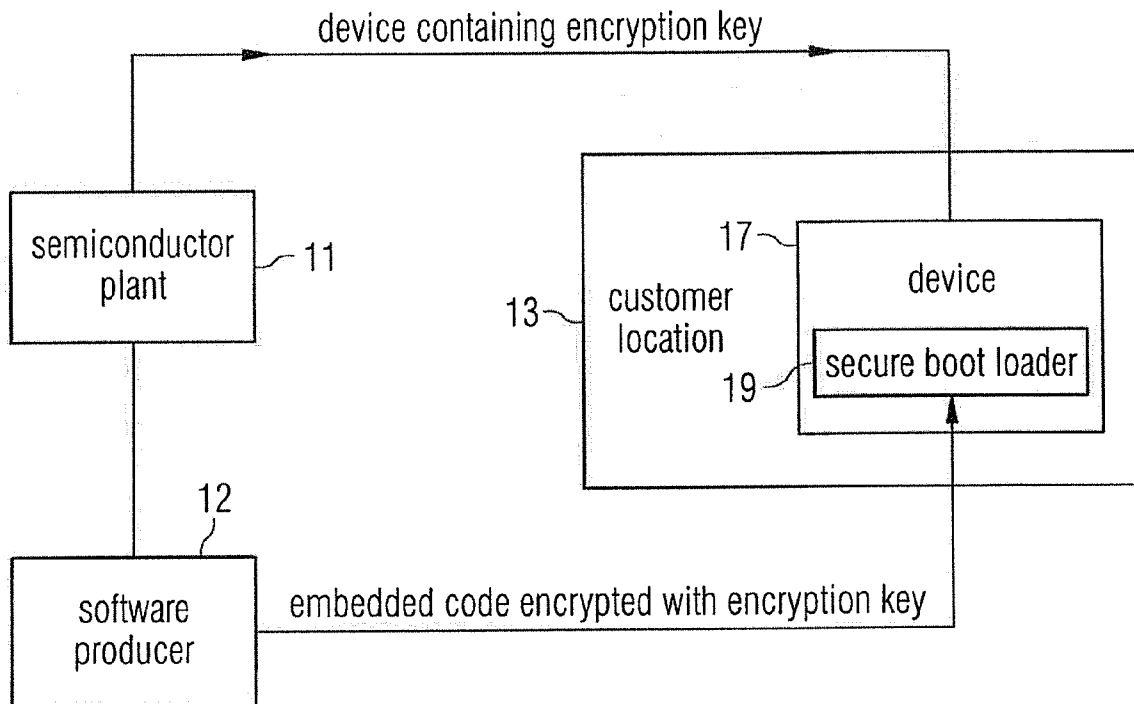 device containing encryption key
semiconductor
plant
11
17
device
13
customer
location
19
secure boot loader
12
software
producer
embedded code encrypted with encryption key